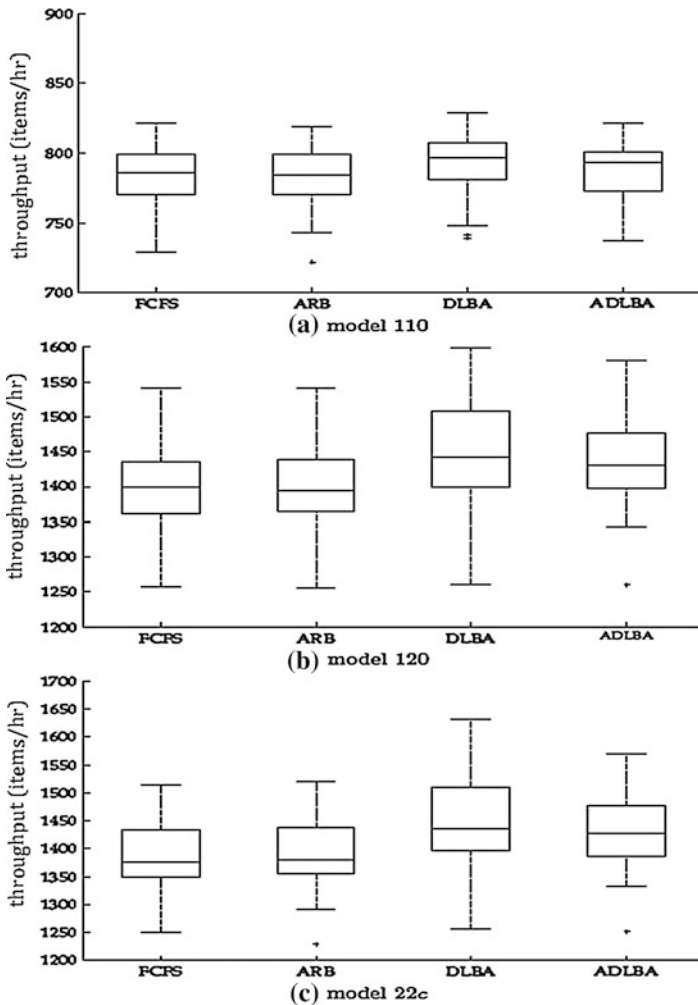 900
850
800
750
700
throughput (items/hr)
FCFS
ARB
DLBA
ADLBA
(a) model 110
1600
1550
1500
1450
1400
1350
1300
1250
1200
throughput (items/hr)
FCFS
ARB
DLBA
ADLBA
(b) model 120
1700
1650
1600
1550
1500
1450
1400
1350
1300
1250
1200
throughput (items/hr)
FCFS
ARB
DLBA
ADLBA
(c) model 22c